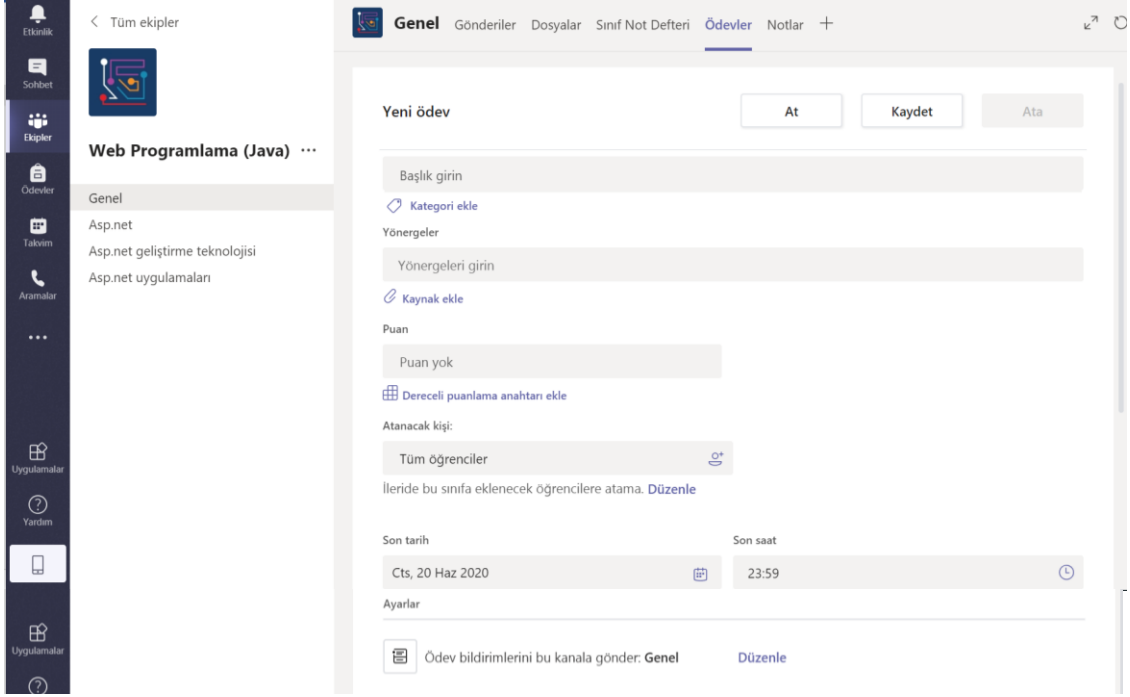 Etkinlik
Sohbet
Ekipler
Ödevler
Takvim
Aramalar
Uygulamalar
Yardım
Uygulamalar
Tüm ekipler
Web Programlama (Java) ...
Genel
Asp.net
Asp.net geliştirme teknolojisi
Asp.net uygulamaları
Genel Gönderiler Dosyalar Sınıf Not Defteri Ödevler Notlar +
Yeni ödev At Kaydet Ata
Başlık girin
Kategori ekle
Yönergeler
Yönergeleri girin
Kaynak ekle
Puan
Puan yok
Dereceli puanlama anahtarı ekle
Atanacak kişi:
Tüm öğrenciler
İleride bu sınıfa eklenecek öğrencilere atama. Düzenle
Son tarih Son saat
Cts, 20 Haz 2020 23:59
Ayarlar
Ödev bildirimlerini bu kanala gönder: Genel Düzenle